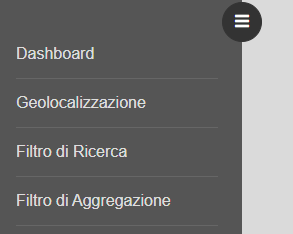 Dashboard
Geolocalizzazione
Filtro di Ricerca
Filtro di Aggregazione